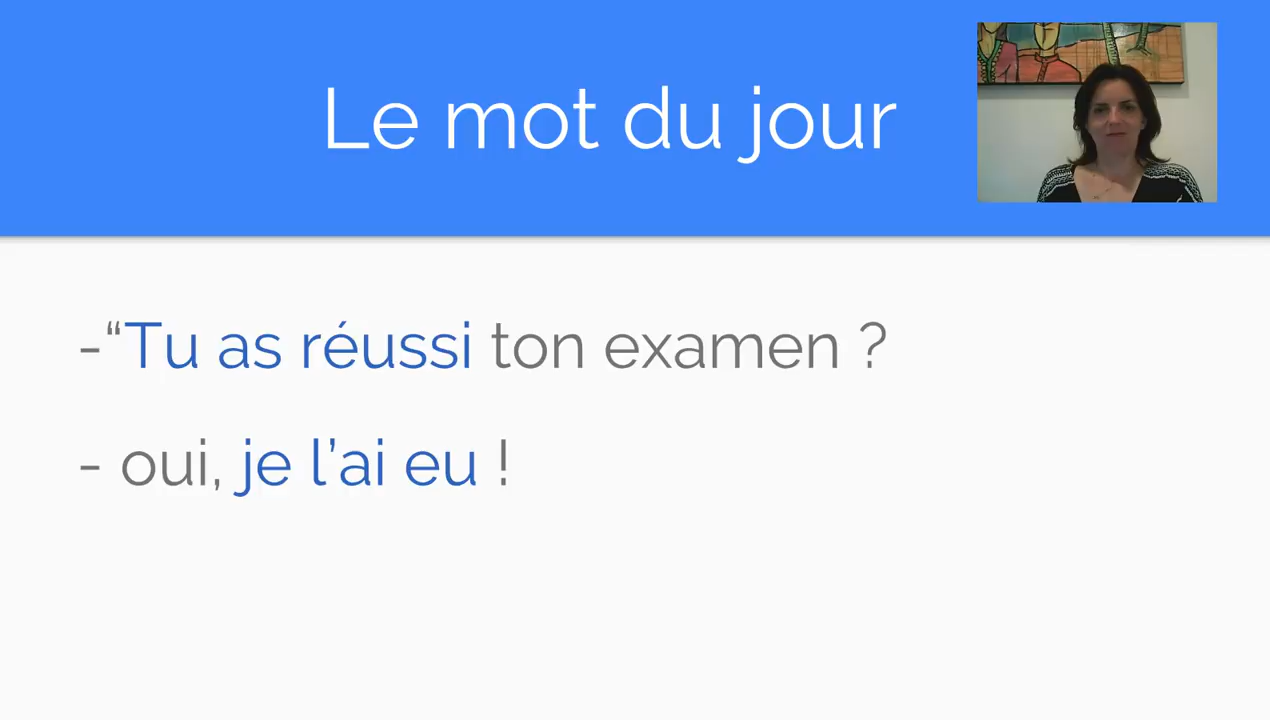 Le mot du jour
-“Tu as réussi ton examen ?
- oui, je l’ai eu !